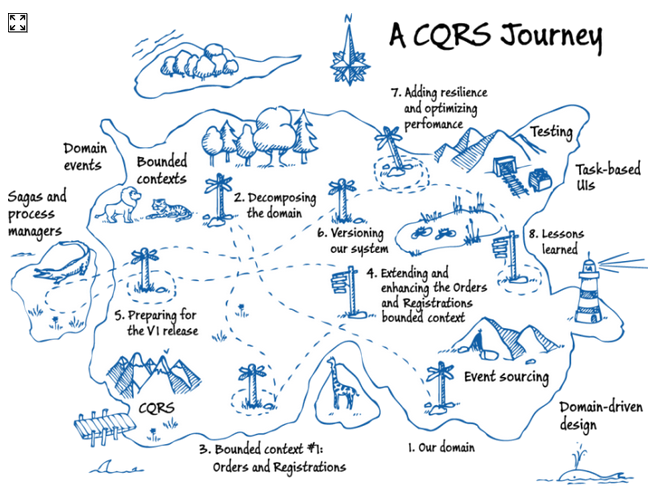 N
A CQRS Journey
7. Adding resilience
and optimizing
perfomance
Testing
Domain
events
Bounded
contexts
Task-based
UIs
Sagas and
process
managers
2. Decomposing
the domain
6. Versioning
our system
8. Lessons
learned
4. Extending and
enhancing the Orders
and Registrations
bounded context
5. Preparing for
the V1 release
Event sourcing
CQRS
Domain-driven
design
3. Bounded context #1:
Orders and Registrations
1. Our domain